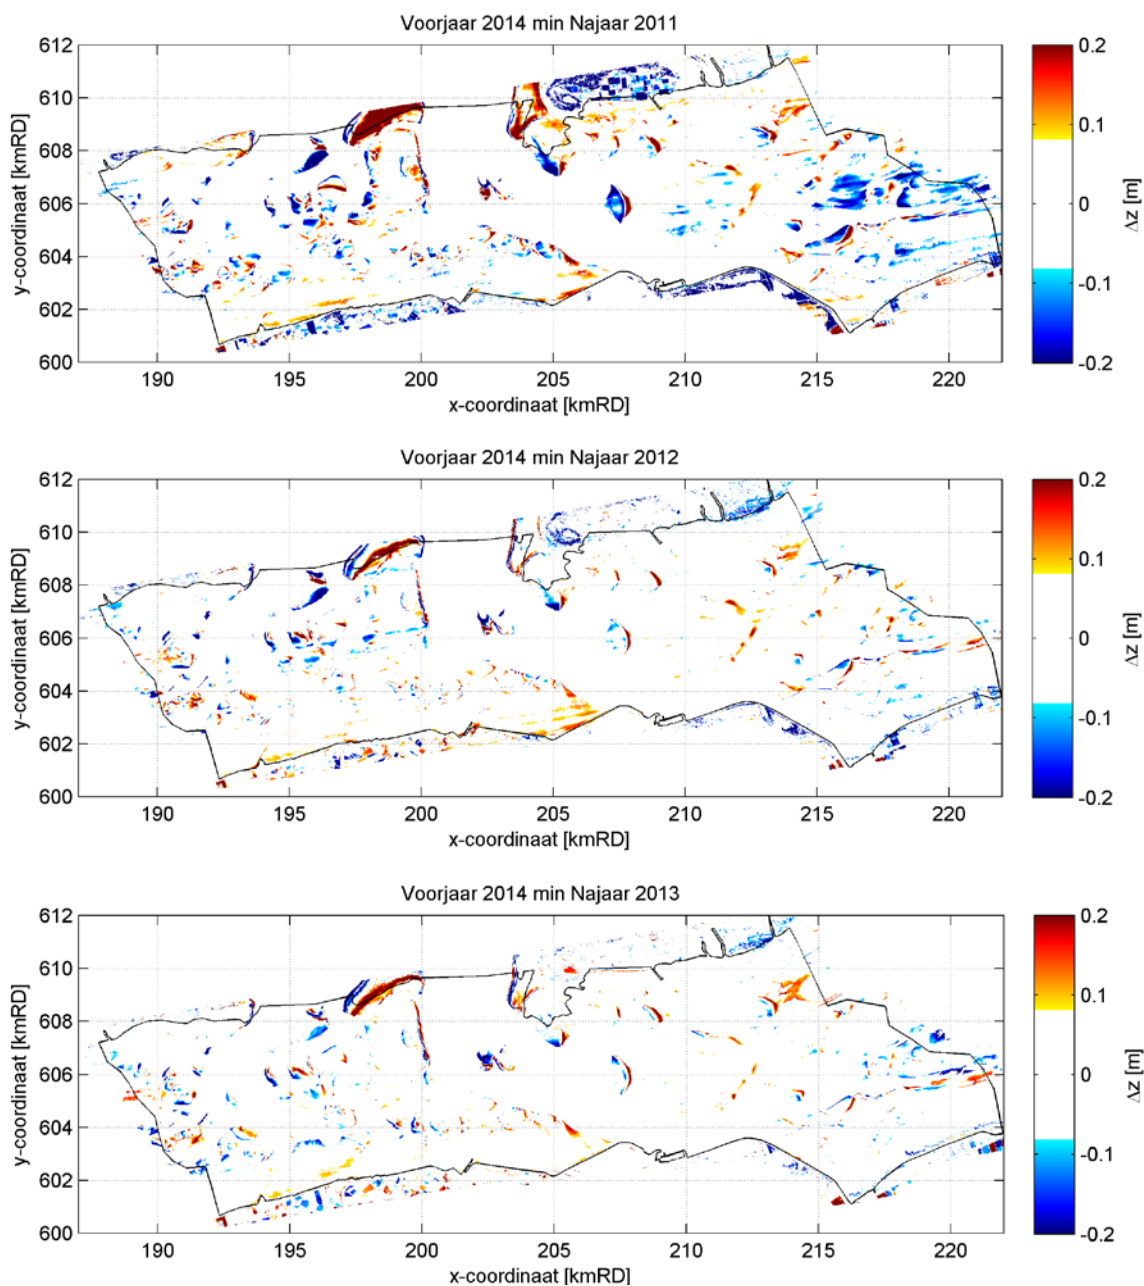 Voorjaar 2014 min Najaar 2011
612
610
608
606
604
602
600
y-coordinaat [kmRD]
190 195 200 205 210 215 220
x-coordinaat [kmRD]
0.2
0.1
0
-0.1
-0.2
Δz [m]
Voorjaar 2014 min Najaar 2012
612
610
608
606
604
602
600
y-coordinaat [kmRD]
190 195 200 205 210 215 220
x-coordinaat [kmRD]
0.2
0.1
0
-0.1
-0.2
Δz [m]
Voorjaar 2014 min Najaar 2013
612
610
608
606
604
602
600
y-coordinaat [kmRD]
190 195 200 205 210 215 220
x-coordinaat [kmRD]
0.2
0.1
0
-0.1
-0.2
Δz [m]